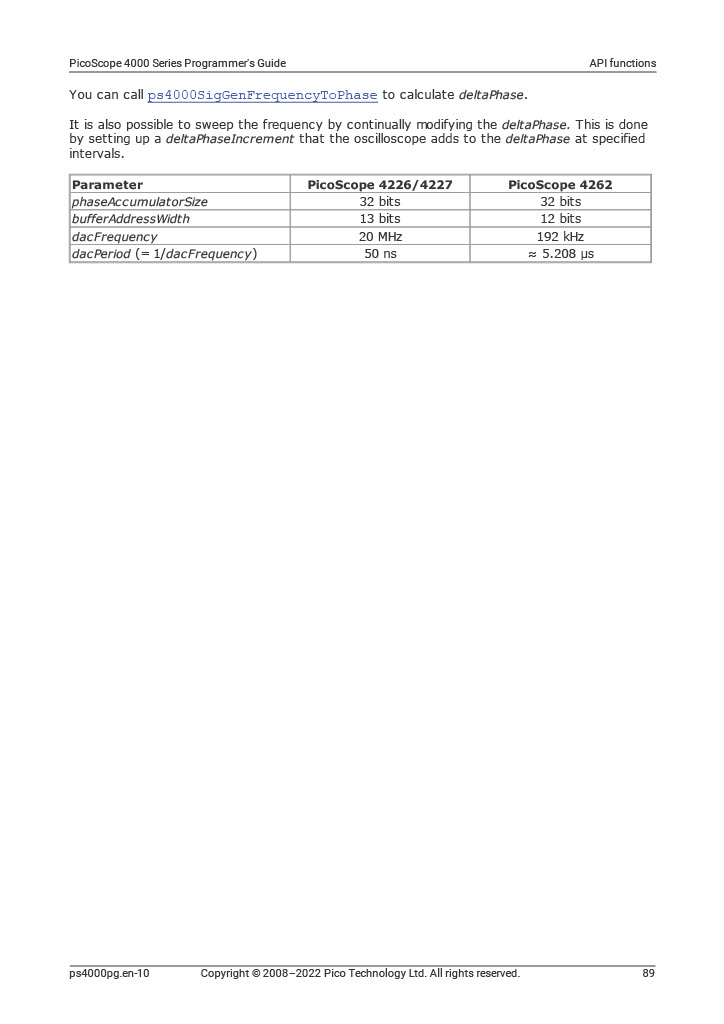 PicoScope 4000 Series Programmer's Guide API functions
You can call ps4000SigGenFrequencyToPhase to calculate deltaPhase.
It is also possible to sweep the frequency by continually modifying the deltaPhase. This is done
by setting up a deltaPhaseIncrement that the oscilloscope adds to the deltaPhase at specified
intervals.
Parameter PicoScope 4226/4227 PicoScope 4262
phaseAccumulatorSize 32 bits 32 bits
bufferAddressWidth 13 bits 12 bits
dacFrequency 20 MHz 192 kHz
dacPeriod (= 1/dacFrequency) 50 ns ≈ 5.208 µs
ps4000pg.en-10 Copyright © 2008–2022 Pico Technology Ltd. All rights reserved. 89